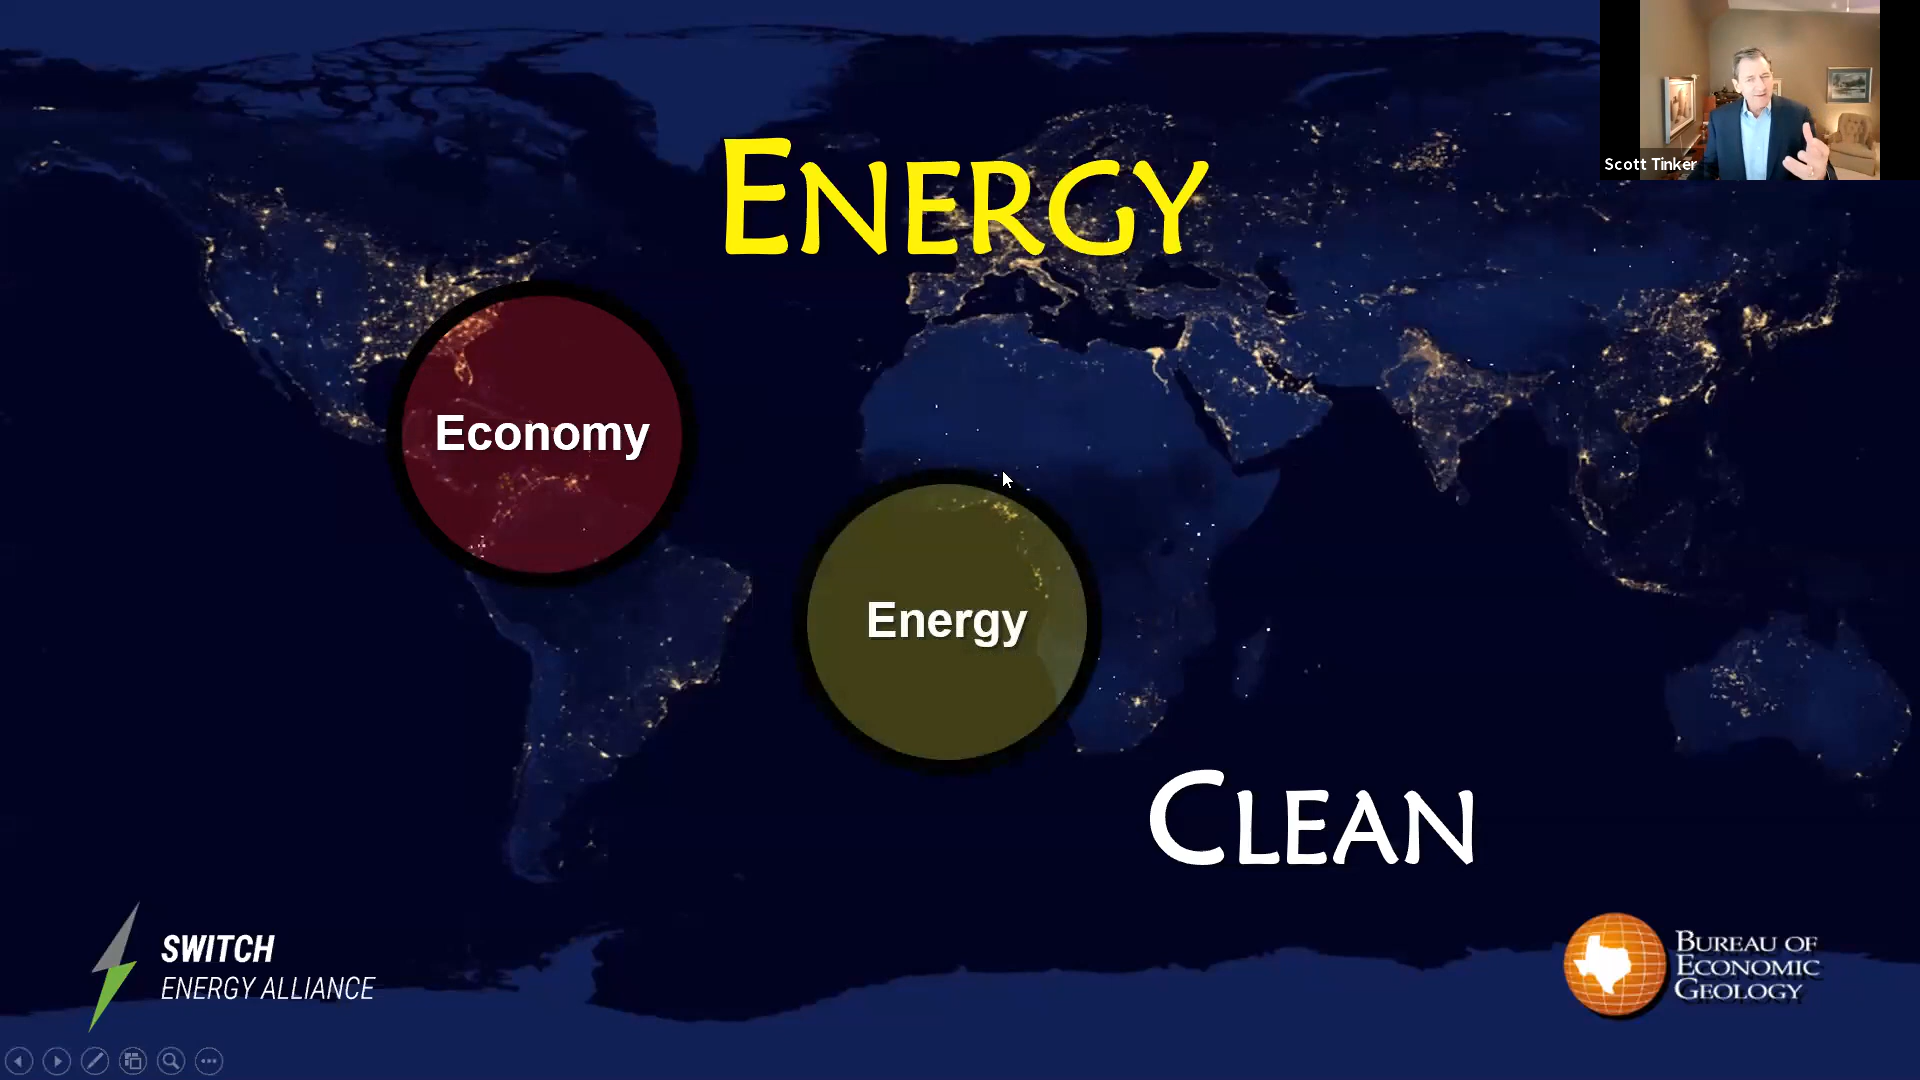 Scott Tinker
ENERGY
Economy
Energy
CLEAN
SWITCH
ENERGY ALLIANCE
BUREAU OF
ECONOMIC
GEOLOGY